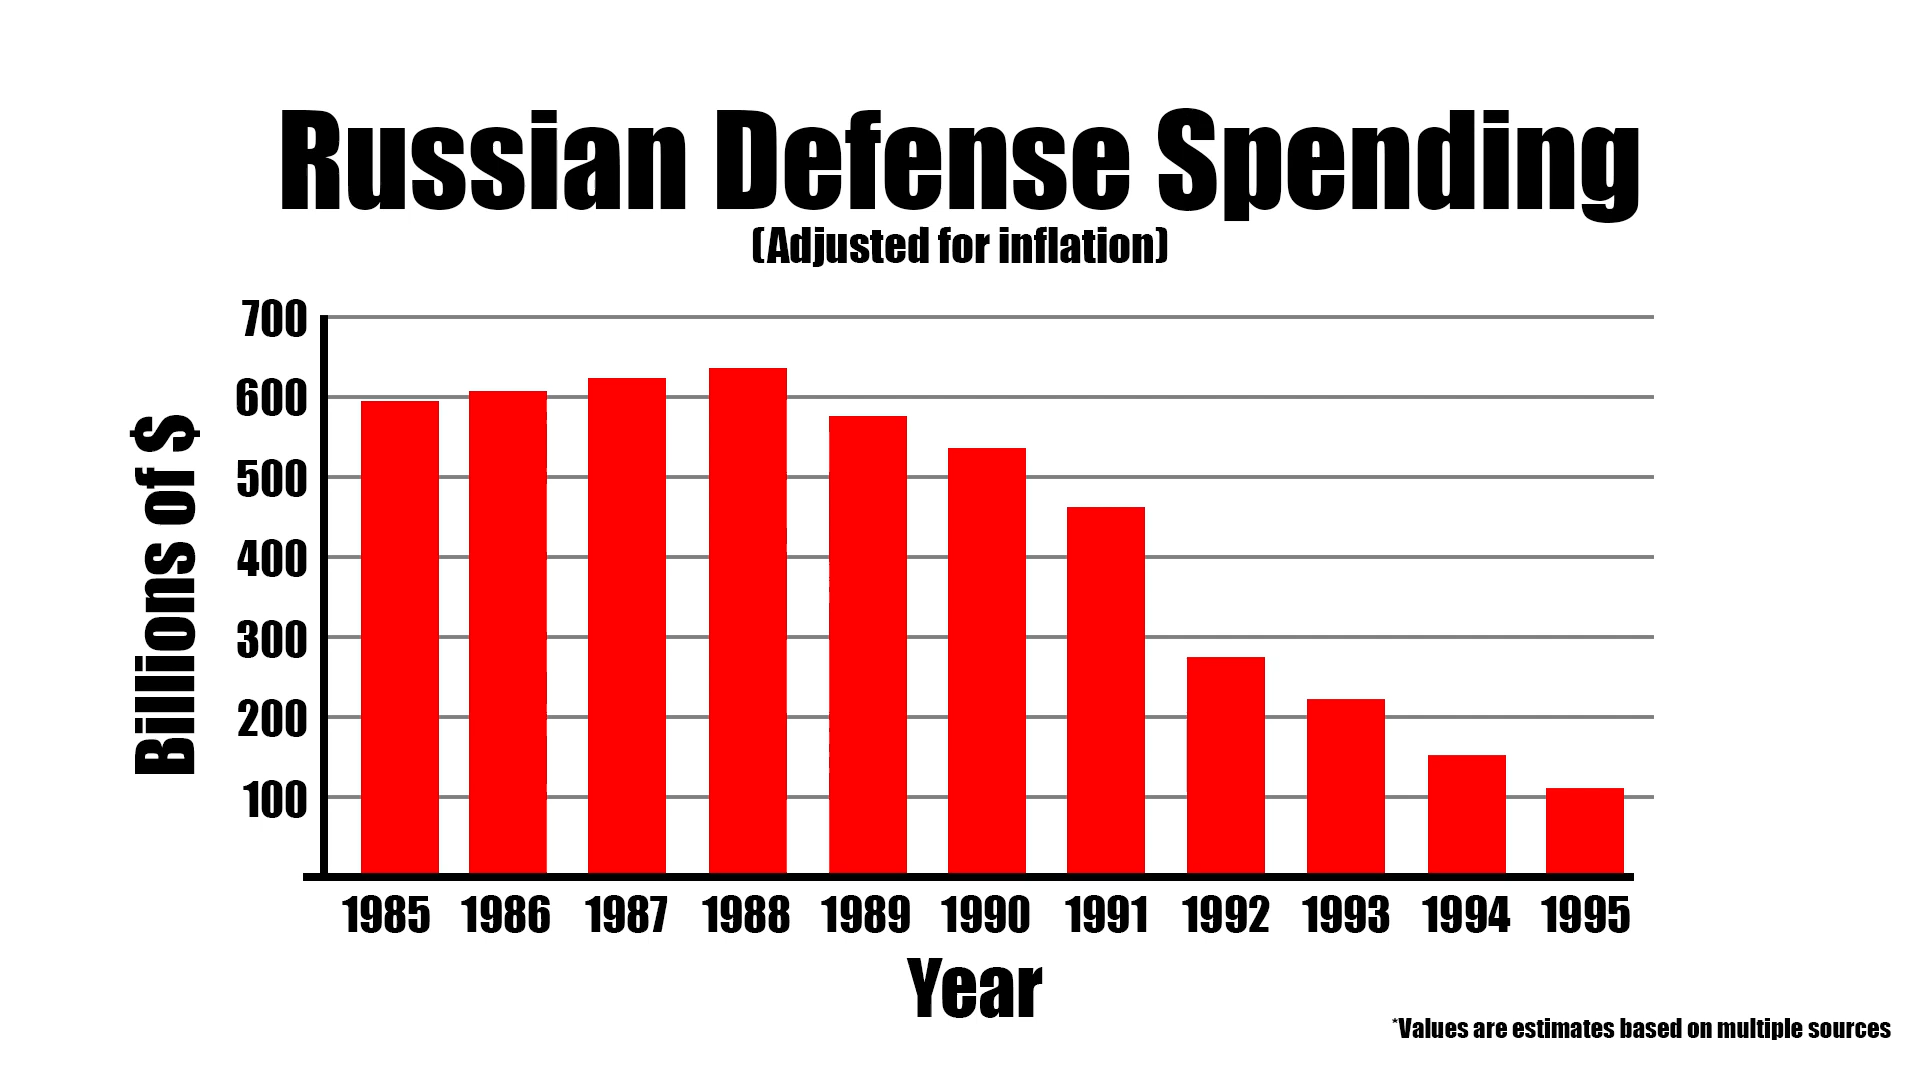 Russian Defense Spending
(Adjusted for inflation)
700
600
500
400
300
200
100
Billions of $
1985 1986 1987 1988 1989 1990 1991 1992 1993 1994 1995
Year
*Values are estimates based on multiple sources